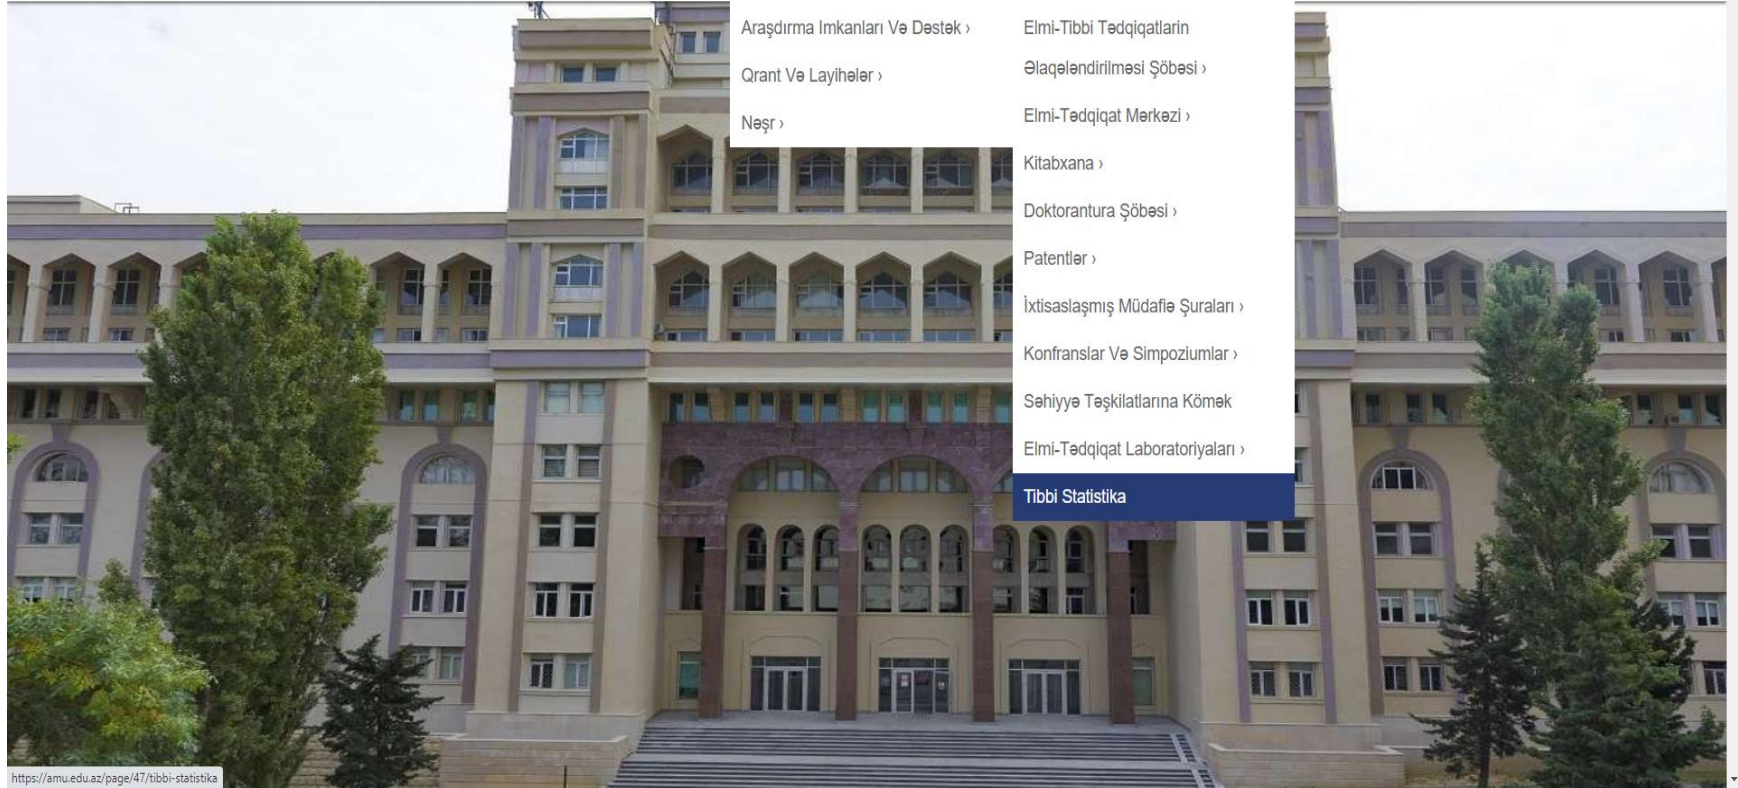 Araşdırma Imkanları Və Dəstək ›
Qrant Və Layihələr ›
Nəşr ›
Elmi-Tibbi Tədqiqatlarin
Əlaqələndirilməsi Şöbəsi ›
Elmi-Tədqiqat Mərkəzi ›
Kitabxana ›
Doktorantura Şöbəsi ›
Patentlər ›
İxtisaslaşmış Müdafiə Şuraları ›
Konfranslar Və Simpoziumlar ›
Səhiyyə Təşkilatlarına Kömək
Elmi-Tədqiqat Laboratoriyaları ›
Tibbi Statistika
https://amu.edu.az/page/47/tibbi-statistika